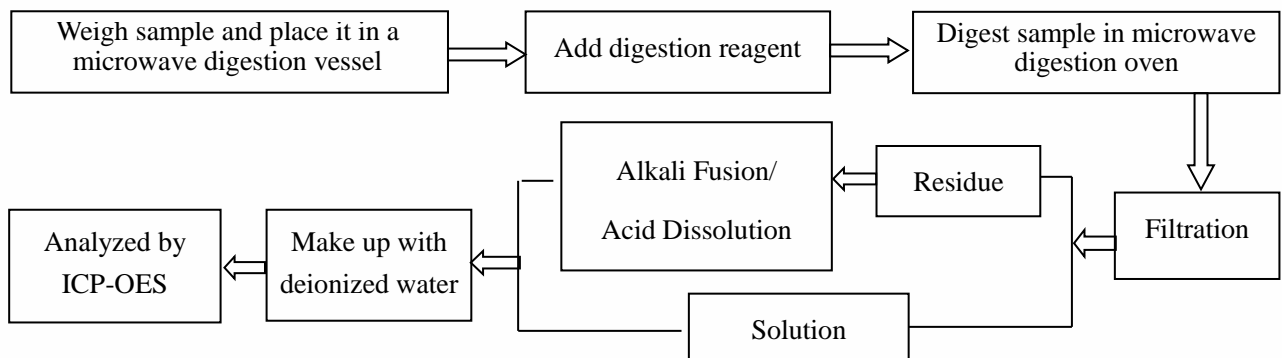 Weigh sample and place it in a
microwave digestion vessel
Add digestion reagent
Digest sample in microwave
digestion oven
Filtration
Residue
Alkali Fusion/
Acid Dissolution
Solution
Make up with
deionized water
Analyzed by
ICP-OES